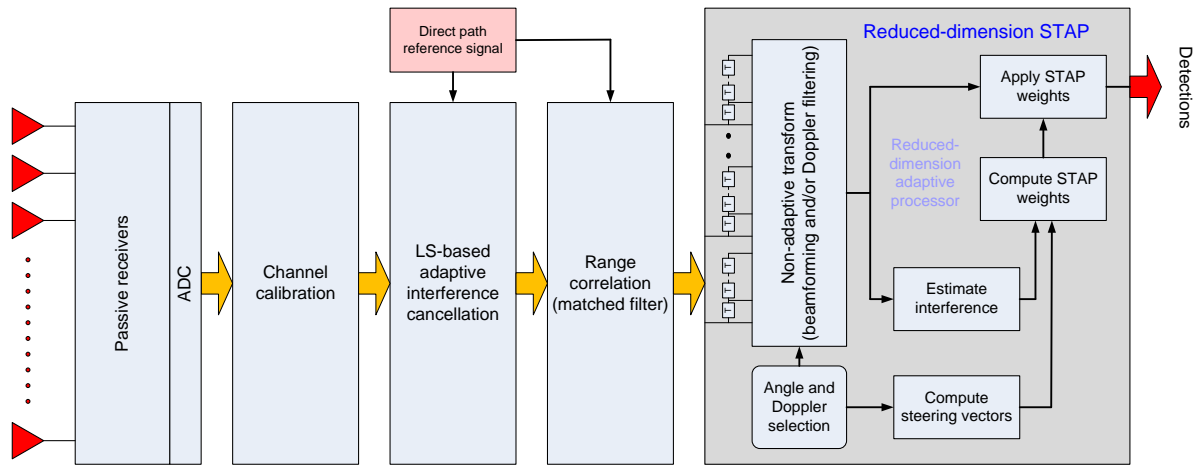 Direct path
reference signal
Reduced-dimension STAP
Passive receivers
ADC
Channel
calibration
LS-based
adaptive
interference
cancellation
Range
correlation
(matched filter)
T
T
T
T
T
T
T
T
T
Non-adaptive transform
(beamforming and/or Doppler filtering)
Reduced-
dimension
adaptive
processor
Apply STAP
weights
Compute STAP
weights
Estimate
interference
Angle and
Doppler
selection
Compute
steering vectors
Detections